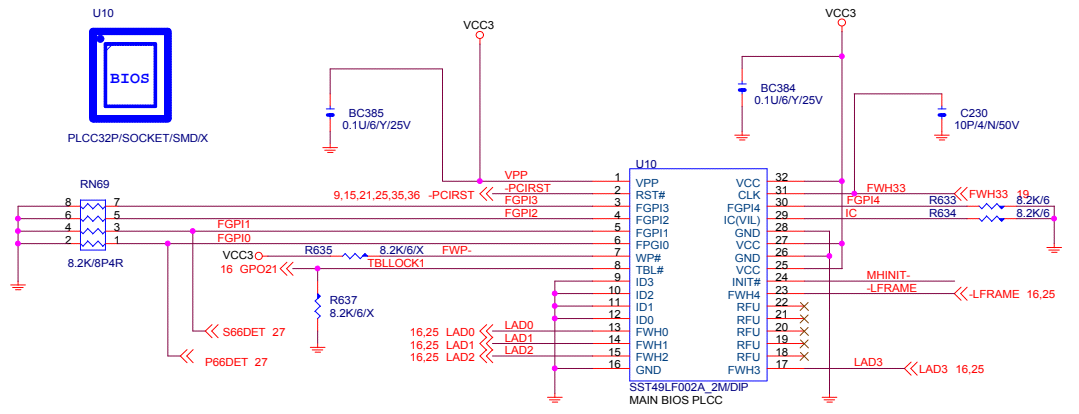 U10
BIOS
PLCC32P/SOCKET/SMD/X
VCC3
VCC3
BC385
0.1U/6/Y/25V
BC384
0.1U/6/Y/25V
C230
10P/4/N/50V
U10
RN69
8 7
6 5
4 3
2 1
8.2K/8P4R
VPP
9,15,21,25,35,36 -PCIRST
-PCIRST
FGPI3
FGPI2
FGPI1
FGPI0
VCC3
R635
8.2K/6/X
FWP-
16 GPO21
TBLLOCK1
R637
8.2K/6/X
S66DET 27
P66DET 27
16,25 LAD0
LAD0
16,25 LAD1
LAD1
16,25 LAD2
LAD2
1 VPP
2 RST#
3 FGPI3
4 FGPI2
5 FGPI1
6 FPGI0
7 WP#
8 TBL#
9 ID3
10 ID2
11 ID1
12 ID0
13 FWH0
14 FWH1
15 FWH2
16 GND
VCC 32
CLK 31
FGPI4 30
IC(VIL) 29
GND 28
VCC 27
GND 26
VCC 25
INIT# 24
FWH4 23
RFU 22
RFU 21
RFU 20
RFU 19
RFU 18
FWH3 17
FWH33
FWH33 19
FGPI4
R633
8.2K/6
IC
R634
8.2K/6
MHINIT-
-LFRAME
-LFRAME 16,25
LAD3
LAD3 16,25
SST49LF002A_2M/DIP
MAIN BIOS PLCC